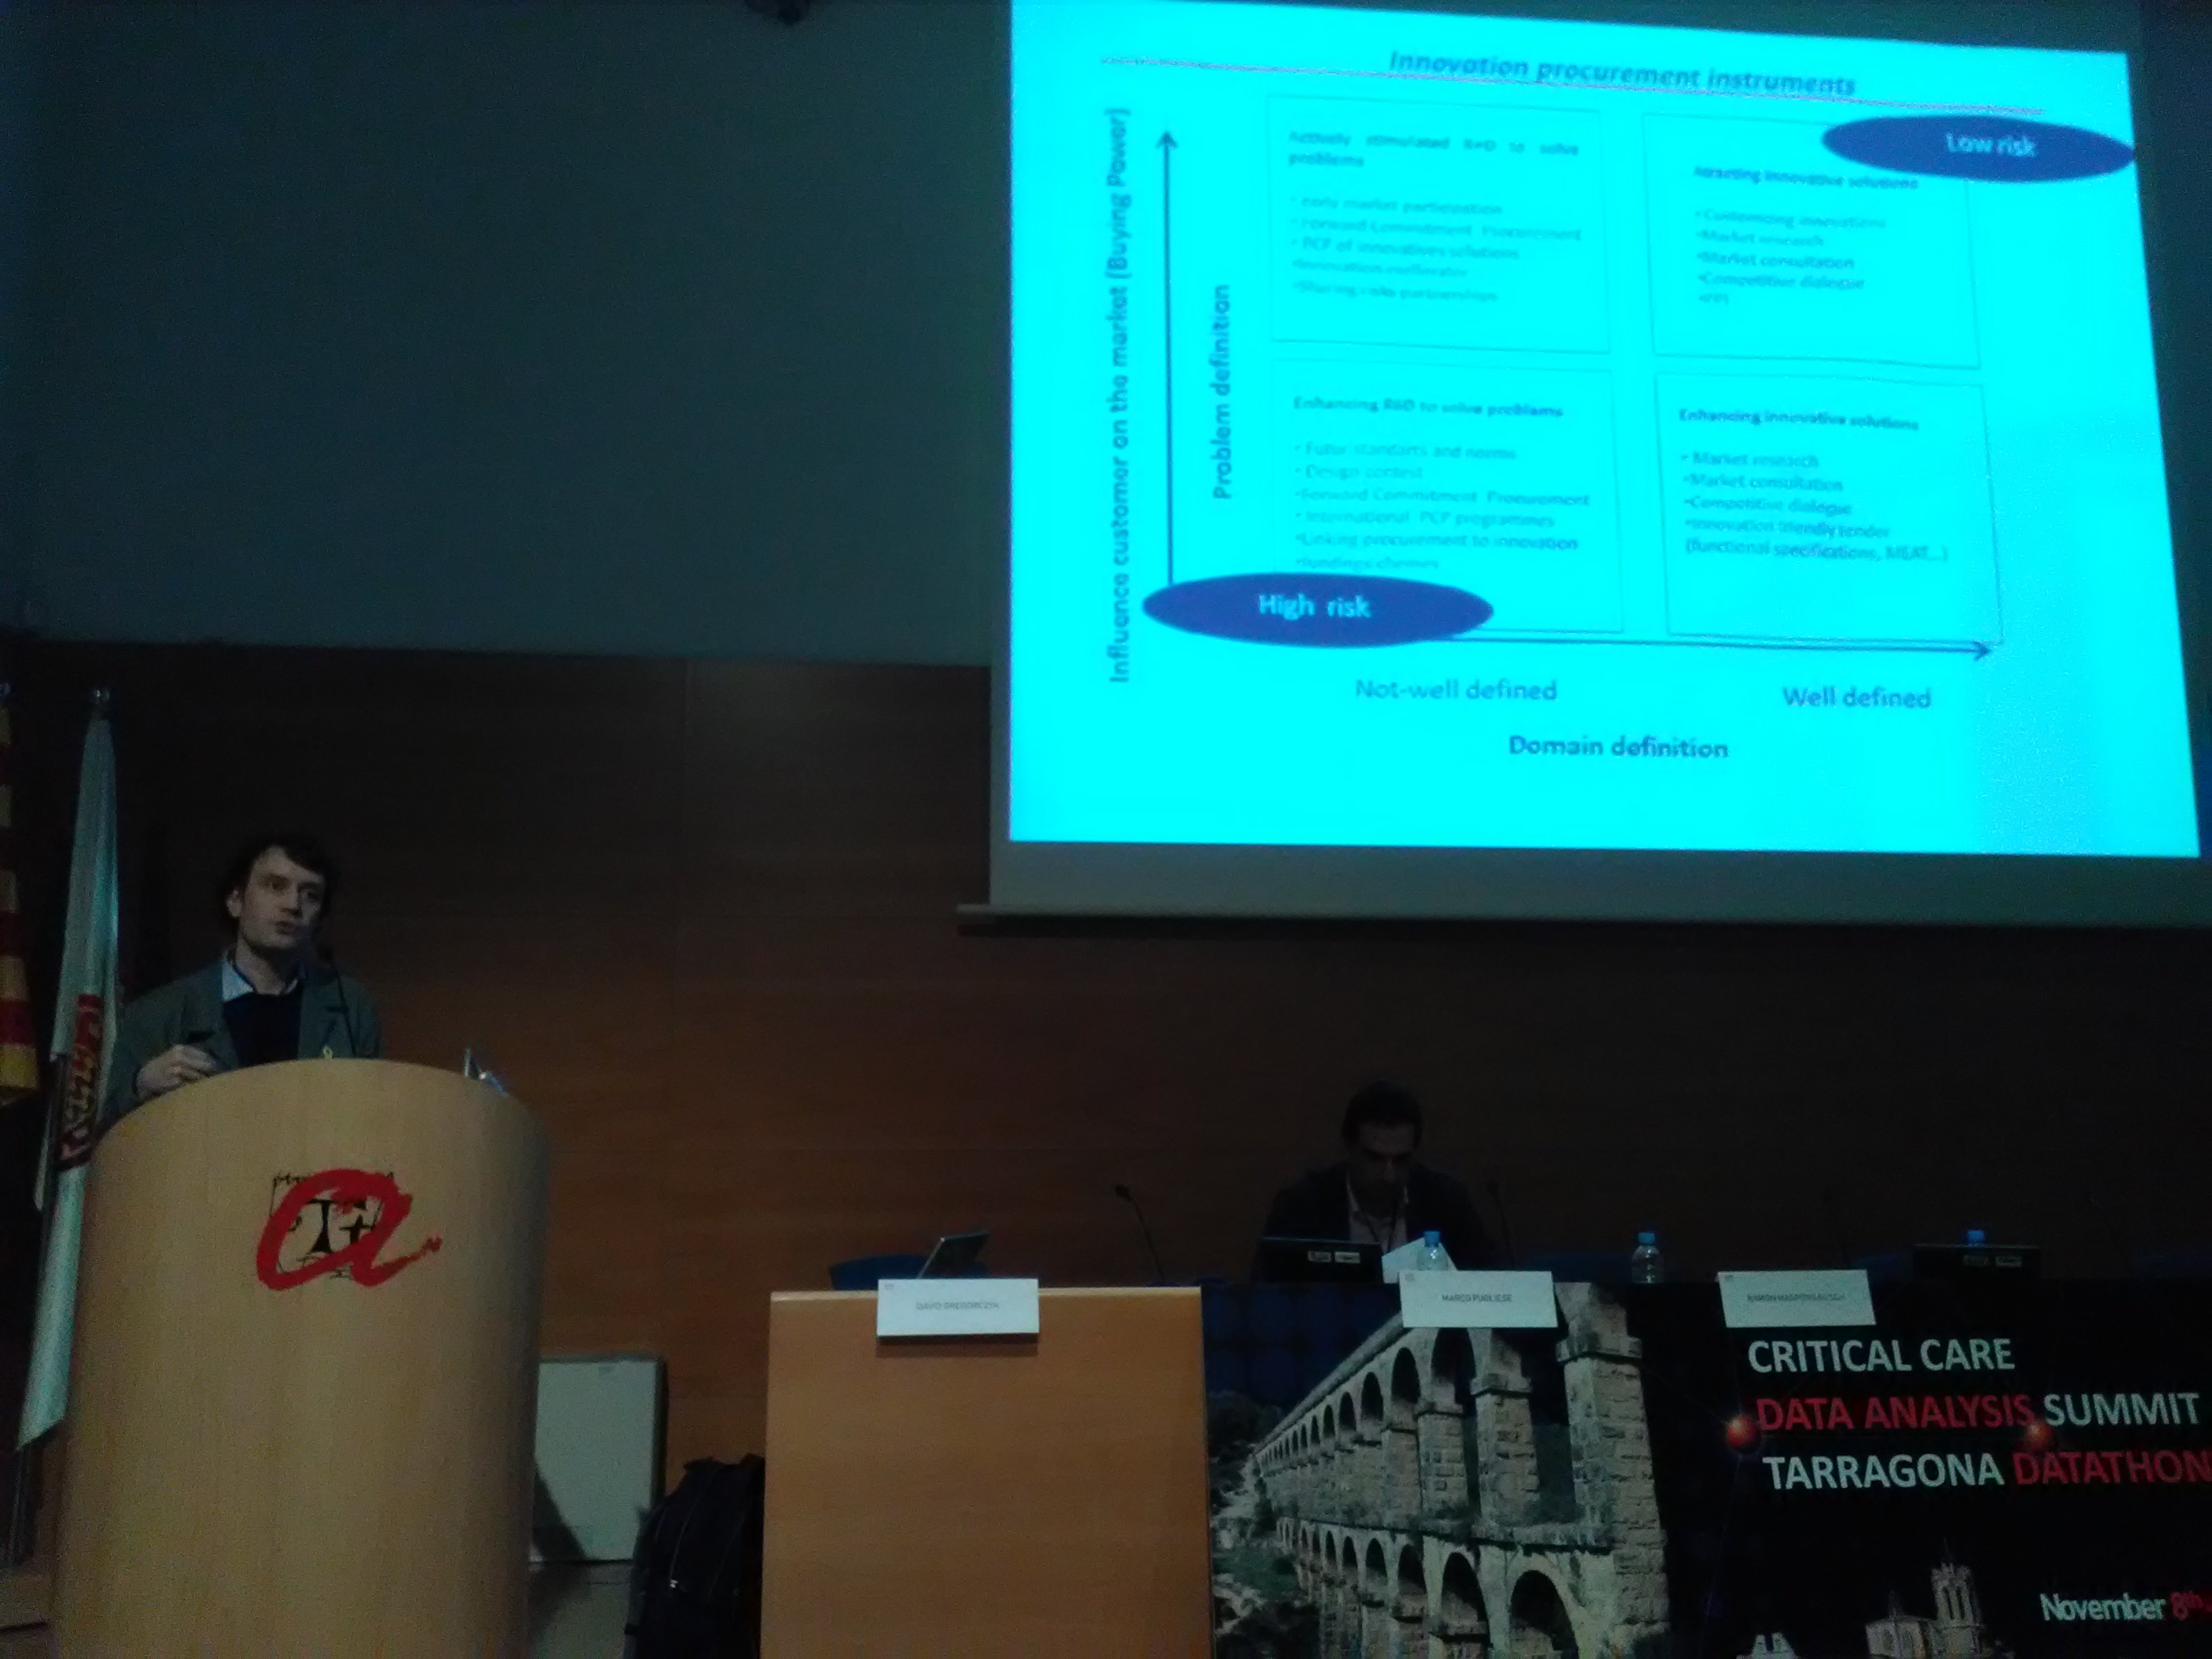 Innovation procurement instruments
Influence customer on the market (Buying Power)
Problem definition
Actively stimulated R&D to solve
problems
• Early market participation
• Forward Commitment Procurement
• PCP of innovatives solutions
•Sharing risks partnerships
Low risk
innovative solutions
•Customizing innovations
•Market research
•Market consultation
•Competitive dialogue
•PPI
Enhancing R&D to solve problems
• Futur standarts and norms
• Design contest
•Forward Commitment Procurement
• International PCP programmes
•Linking procurement to innovation
Enhancing innovative solutions
• Market research
•Market consultation
•Competitive dialogue
•Innovation friendly tender
(functional specifications, MEAT...)
High risk
Not-well defined
Well defined
Domain definition
DAVID GREGORCZYK
MARCO PUGLIESE
CRITICAL CARE
DATA ANALYSIS SUMMIT
TARRAGONA DATATHON
November 8th